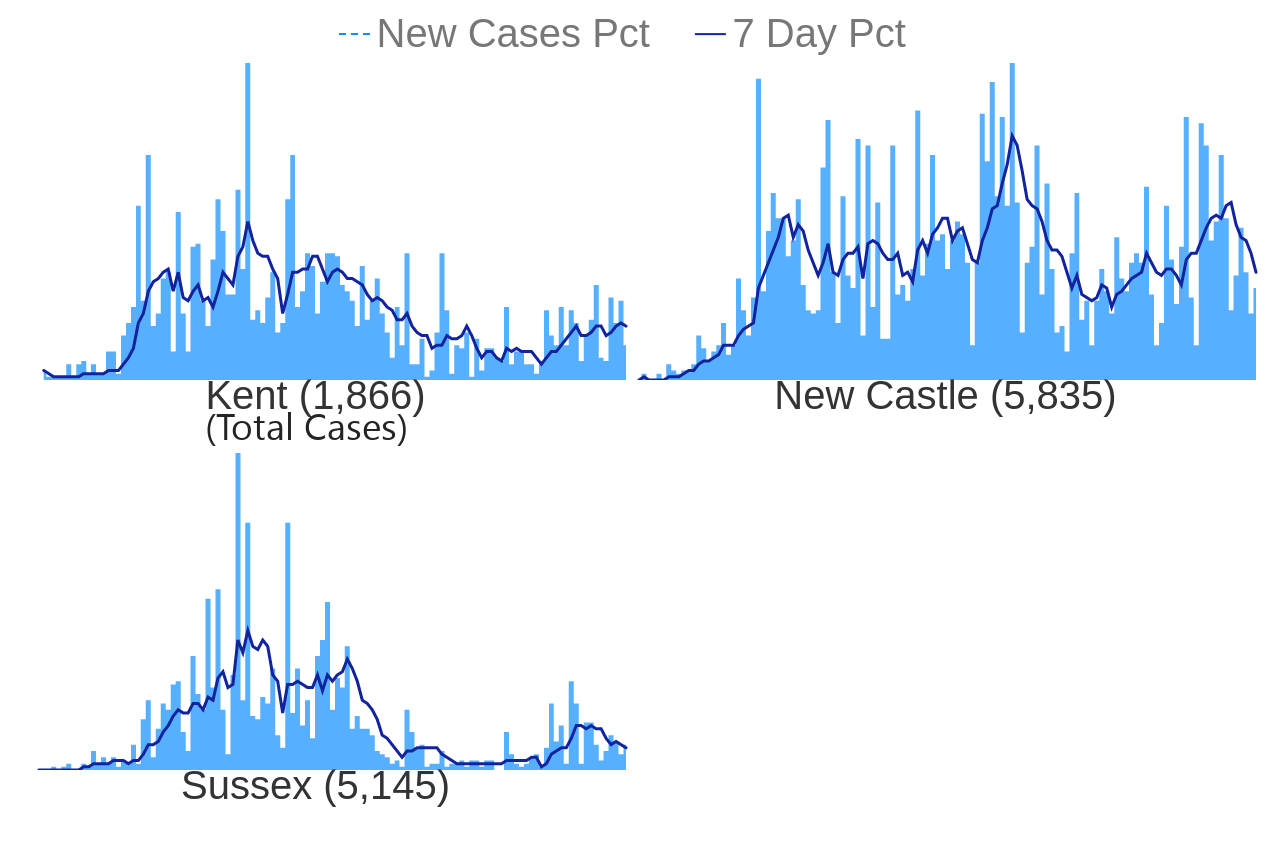 New Cases Pct 7 Day Pct
Kent (1,866)
(Total Cases)
New Castle (5,835)
Sussex (5,145)